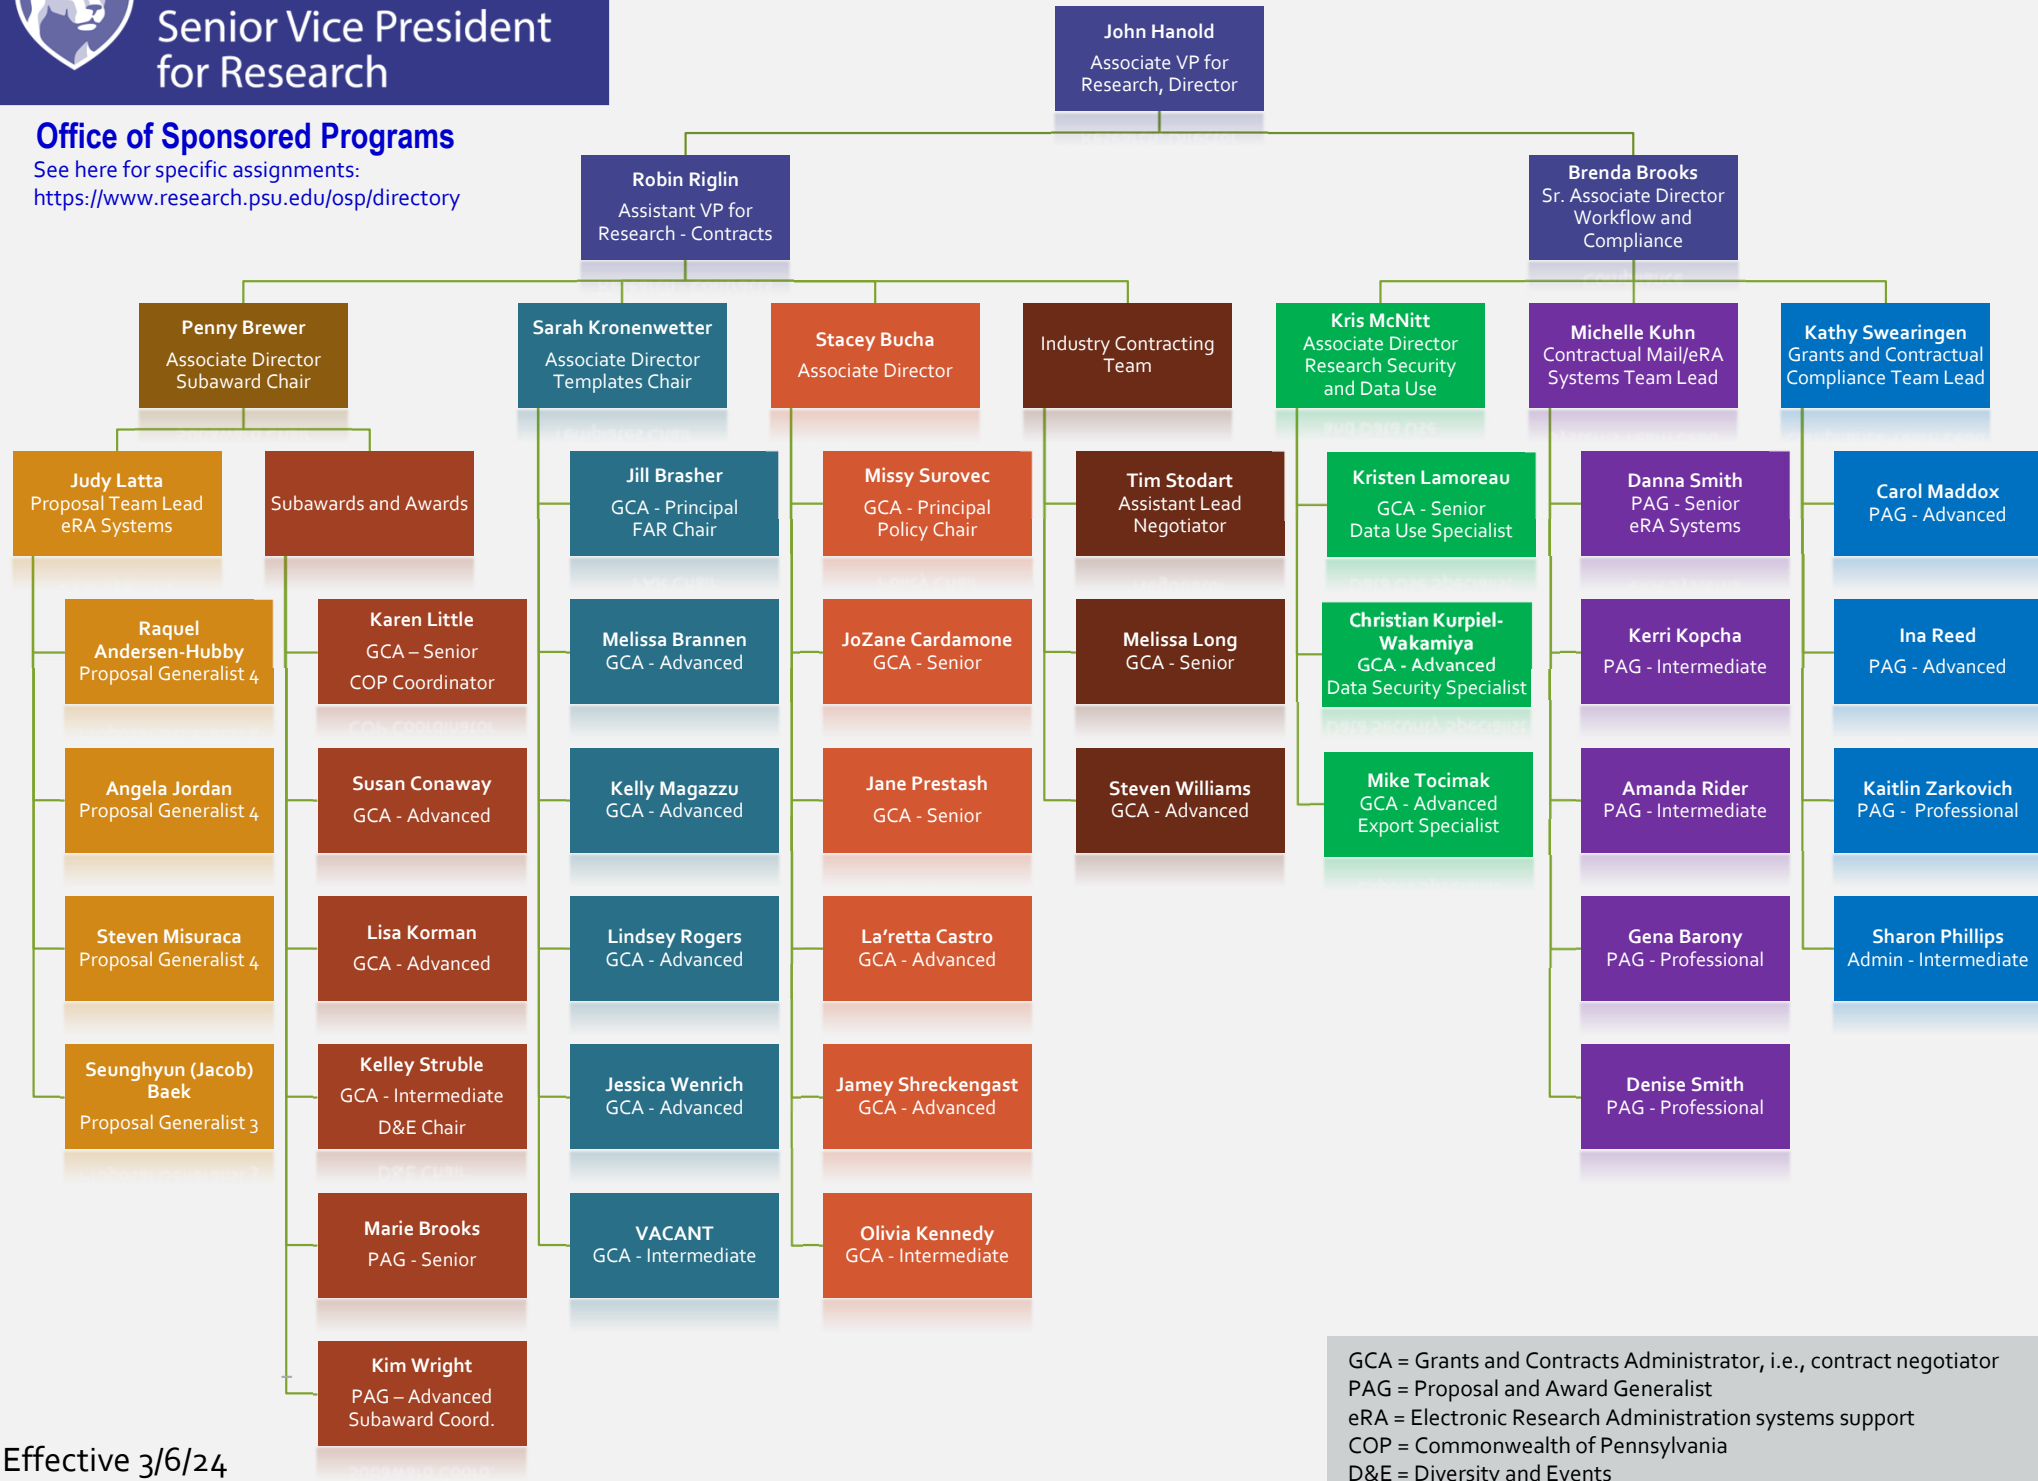 Senior Vice President
for Research
Office of Sponsored Programs
See here for specific assignments:
https://www.research.psu.edu/osp/directory
John Hanold
Associate VP for
Research, Director
Robin Riglin
Assistant VP for
Research - Contracts
Brenda Brooks
Sr. Associate Director
Workflow and
Compliance
Penny Brewer
Associate Director
Subaward Chair
Sarah Kronenwetter
Associate Director
Templates Chair
Stacey Bucha
Associate Director
Industry Contracting
Team
Kris McNitt
Associate Director
Research Security
and Data Use
Michelle Kuhn
Contractual Mail/eRA
Systems Team Lead
Kathy Swearingen
Grants and Contractual
Compliance Team Lead
Judy Latta
Proposal Team Lead
eRA Systems
Subawards and Awards
Jill Brasher
GCA - Principal
FAR Chair
Missy Surovec
GCA - Principal
Policy Chair
Tim Stodart
Assistant Lead
Negotiator
Kristen Lamoreau
GCA - Senior
Data Use Specialist
Danna Smith
PAG - Senior
eRA Systems
Carol Maddox
PAG - Advanced
Raquel
Andersen-Hubby
Proposal Generalist 4
Karen Little
GCA – Senior
COP Coordinator
Melissa Brannen
GCA - Advanced
JoZane Cardamone
GCA - Senior
Melissa Long
GCA - Senior
Christian Kurpiel-
Wakamiya
GCA - Advanced
Data Security Specialist
Kerri Kopcha
PAG - Intermediate
Ina Reed
PAG - Advanced
Angela Jordan
Proposal Generalist 4
Susan Conaway
GCA - Advanced
Kelly Magazzu
GCA - Advanced
Jane Prestash
GCA - Senior
Steven Williams
GCA - Advanced
Mike Tocimak
GCA - Advanced
Export Specialist
Amanda Rider
PAG - Intermediate
Kaitlin Zarkovich
PAG - Professional
Steven Misuraca
Proposal Generalist 4
Lisa Korman
GCA - Advanced
Lindsey Rogers
GCA - Advanced
La’retta Castro
GCA - Advanced
Gena Barony
PAG - Professional
Sharon Phillips
Admin - Intermediate
Seunghyun (Jacob)
Baek
Proposal Generalist 3
Kelley Struble
GCA - Intermediate
D&E Chair
Jessica Wenrich
GCA - Advanced
Jamey Shreckengast
GCA - Advanced
Denise Smith
PAG - Professional
Marie Brooks
PAG - Senior
VACANT
GCA - Intermediate
Olivia Kennedy
GCA - Intermediate
Kim Wright
PAG – Advanced
Subaward Coord.
GCA = Grants and Contracts Administrator, i.e., contract negotiator
PAG = Proposal and Award Generalist
eRA = Electronic Research Administration systems support
COP = Commonwealth of Pennsylvania
D&E = Diversity and Events
Effective 3/6/24